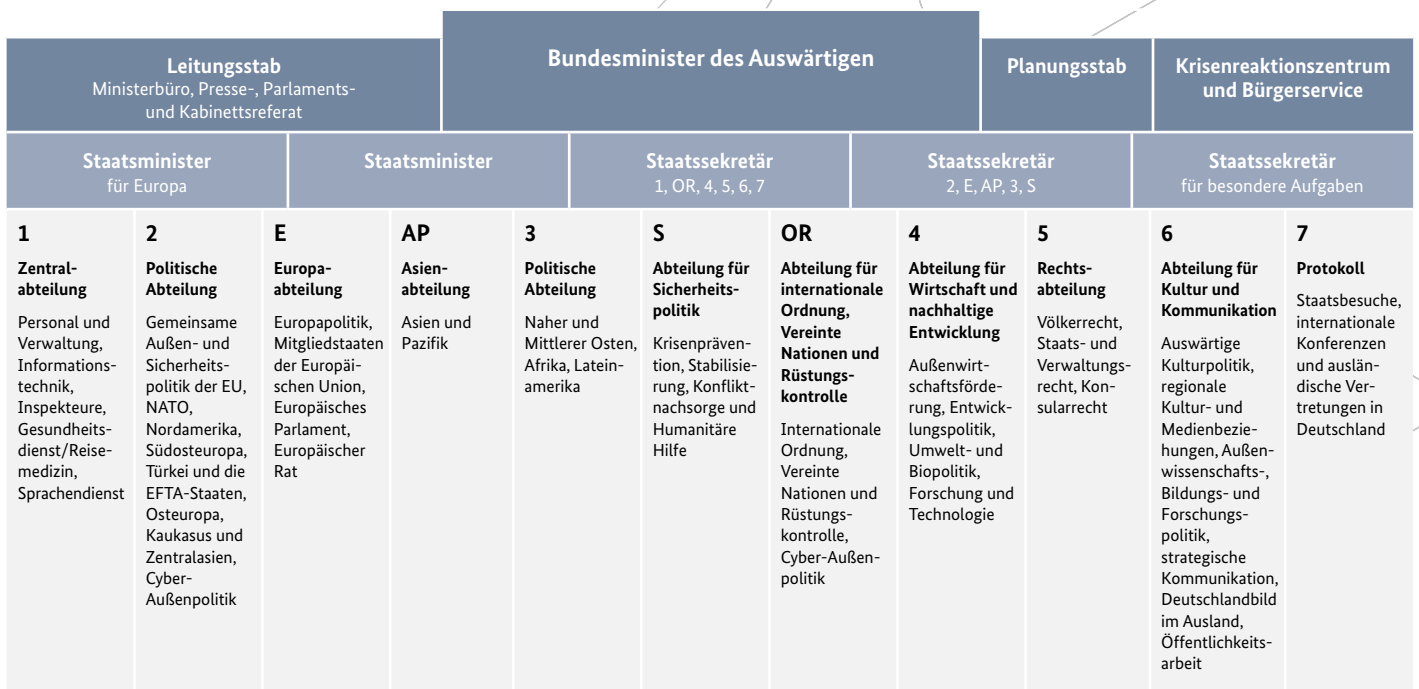 Leitungsstab
Ministerbüro, Presse-, Parlaments-
und Kabinettsreferat
Bundesminister des Auswärtigen
Planungsstab
Krisenreaktionszentrum
und Bürgerservice
Staatsminister
für Europa
Staatsminister
Staatssekretär
1, OR, 4, 5, 6, 7
Staatssekretär
2, E, AP, 3, S
Staatssekretär
für besondere Aufgaben
1
Zentral-
abteilung
Personal und
Verwaltung,
Informations-
technik,
Inspekteure,
Gesundheits-
dienst/Reise-
medizin,
Sprachendienst
2
Politische
Abteilung
Gemeinsame
Außen- und
Sicherheits-
politik der EU,
NATO,
Nordamerika,
Südosteuropa,
Türkei und die
EFTA-Staaten,
Osteuropa,
Kaukasus und
Zentralasien,
Cyber-
Außenpolitik
E
Europa-
abteilung
Europapolitik,
Mitgliedstaaten
der Europäi-
schen Union,
Europäisches
Parlament,
Europäischer
Rat
AP
Asien-
abteilung
Asien und
Pazifik
3
Politische
Abteilung
Naher und
Mittlerer Osten,
Afrika, Latein-
amerika
S
Abteilung für
Sicherheits-
politik
Krisenpräven-
tion, Stabilisie-
rung, Konflikt-
nachsorge und
Humanitäre
Hilfe
OR
Abteilung für
internationale
Ordnung,
Vereinte
Nationen und
Rüstungs-
kontrolle
Internationale
Ordnung,
Vereinte
Nationen und
Rüstungs-
kontrolle,
Cyber-Außen-
politik
4
Abteilung für
Wirtschaft und
nachhaltige
Entwicklung
Außenwirt-
schaftsförde-
rung, Entwick-
lungspolitik,
Umwelt- und
Biopolitik,
Forschung und
Technologie
5
Rechts-
abteilung
Völkerrecht,
Staats- und
Verwaltungs-
recht, Kon-
sularrecht
6
Abteilung für
Kultur und
Kommunikation
Auswärtige
Kulturpolitik,
regionale
Kultur- und
Medienbezie-
hungen, Außen-
wissenschafts-,
Bildungs- und
Forschungs-
politik,
strategische
Kommunikation,
Deutschlandbild
im Ausland,
Öffentlichkeits-
arbeit
7
Protokoll
Staatsbesuche,
internationale
Konferenzen
und auslän-
dische Ver-
tretungen in
Deutschland